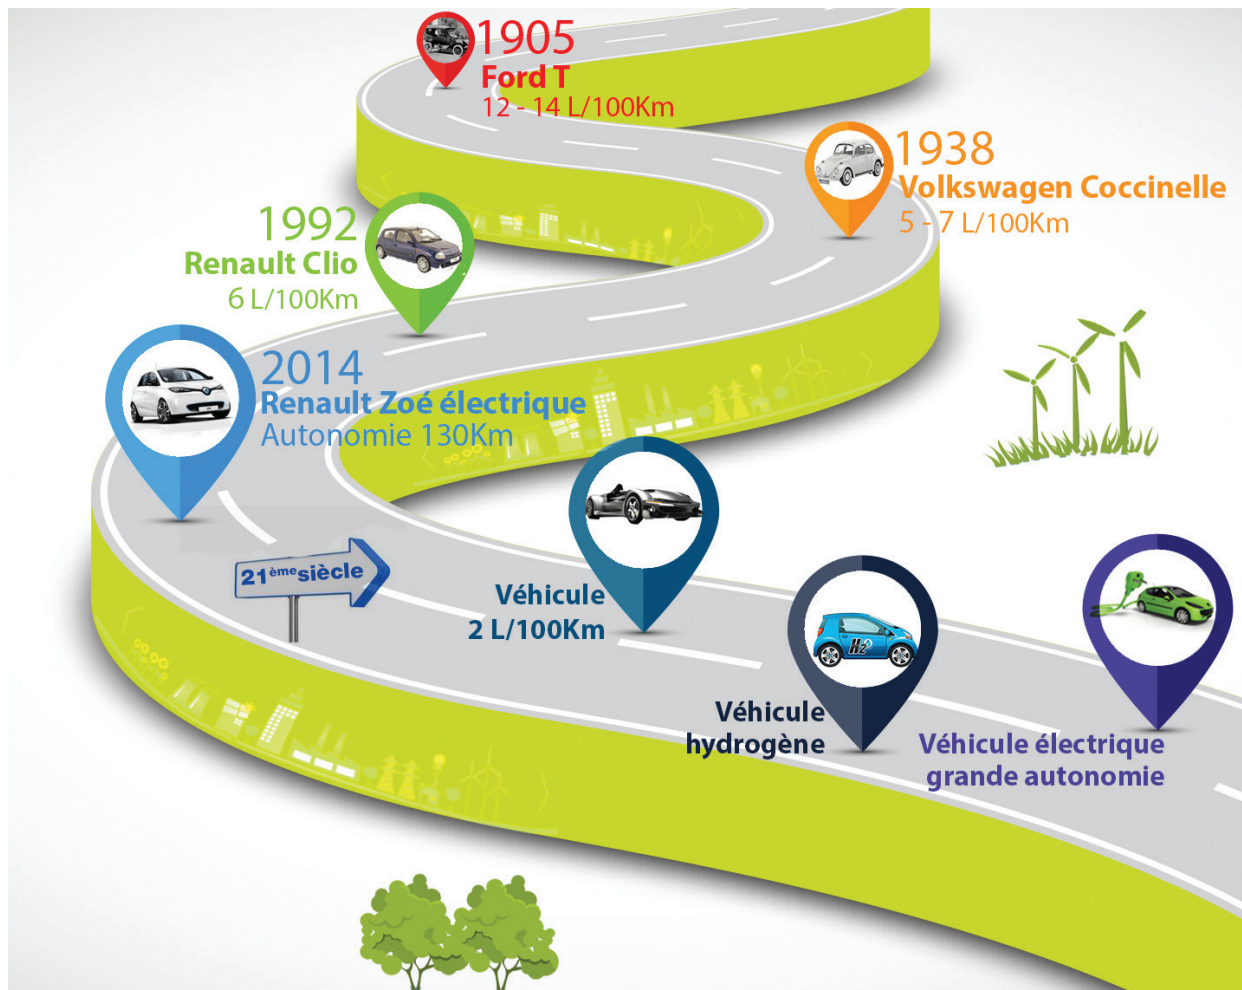 1905
Ford T
12 - 14 L/100Km
1938
Volkswagen Coccinelle
5 - 7 L/100Km
1992
Renault Clio
6 L/100Km
2014
Renault Zoé électrique
Autonomie 130Km
21ème siècle
Véhicule
2 L/100Km
H2
Véhicule
hydrogène
Véhicule électrique
grande autonomie